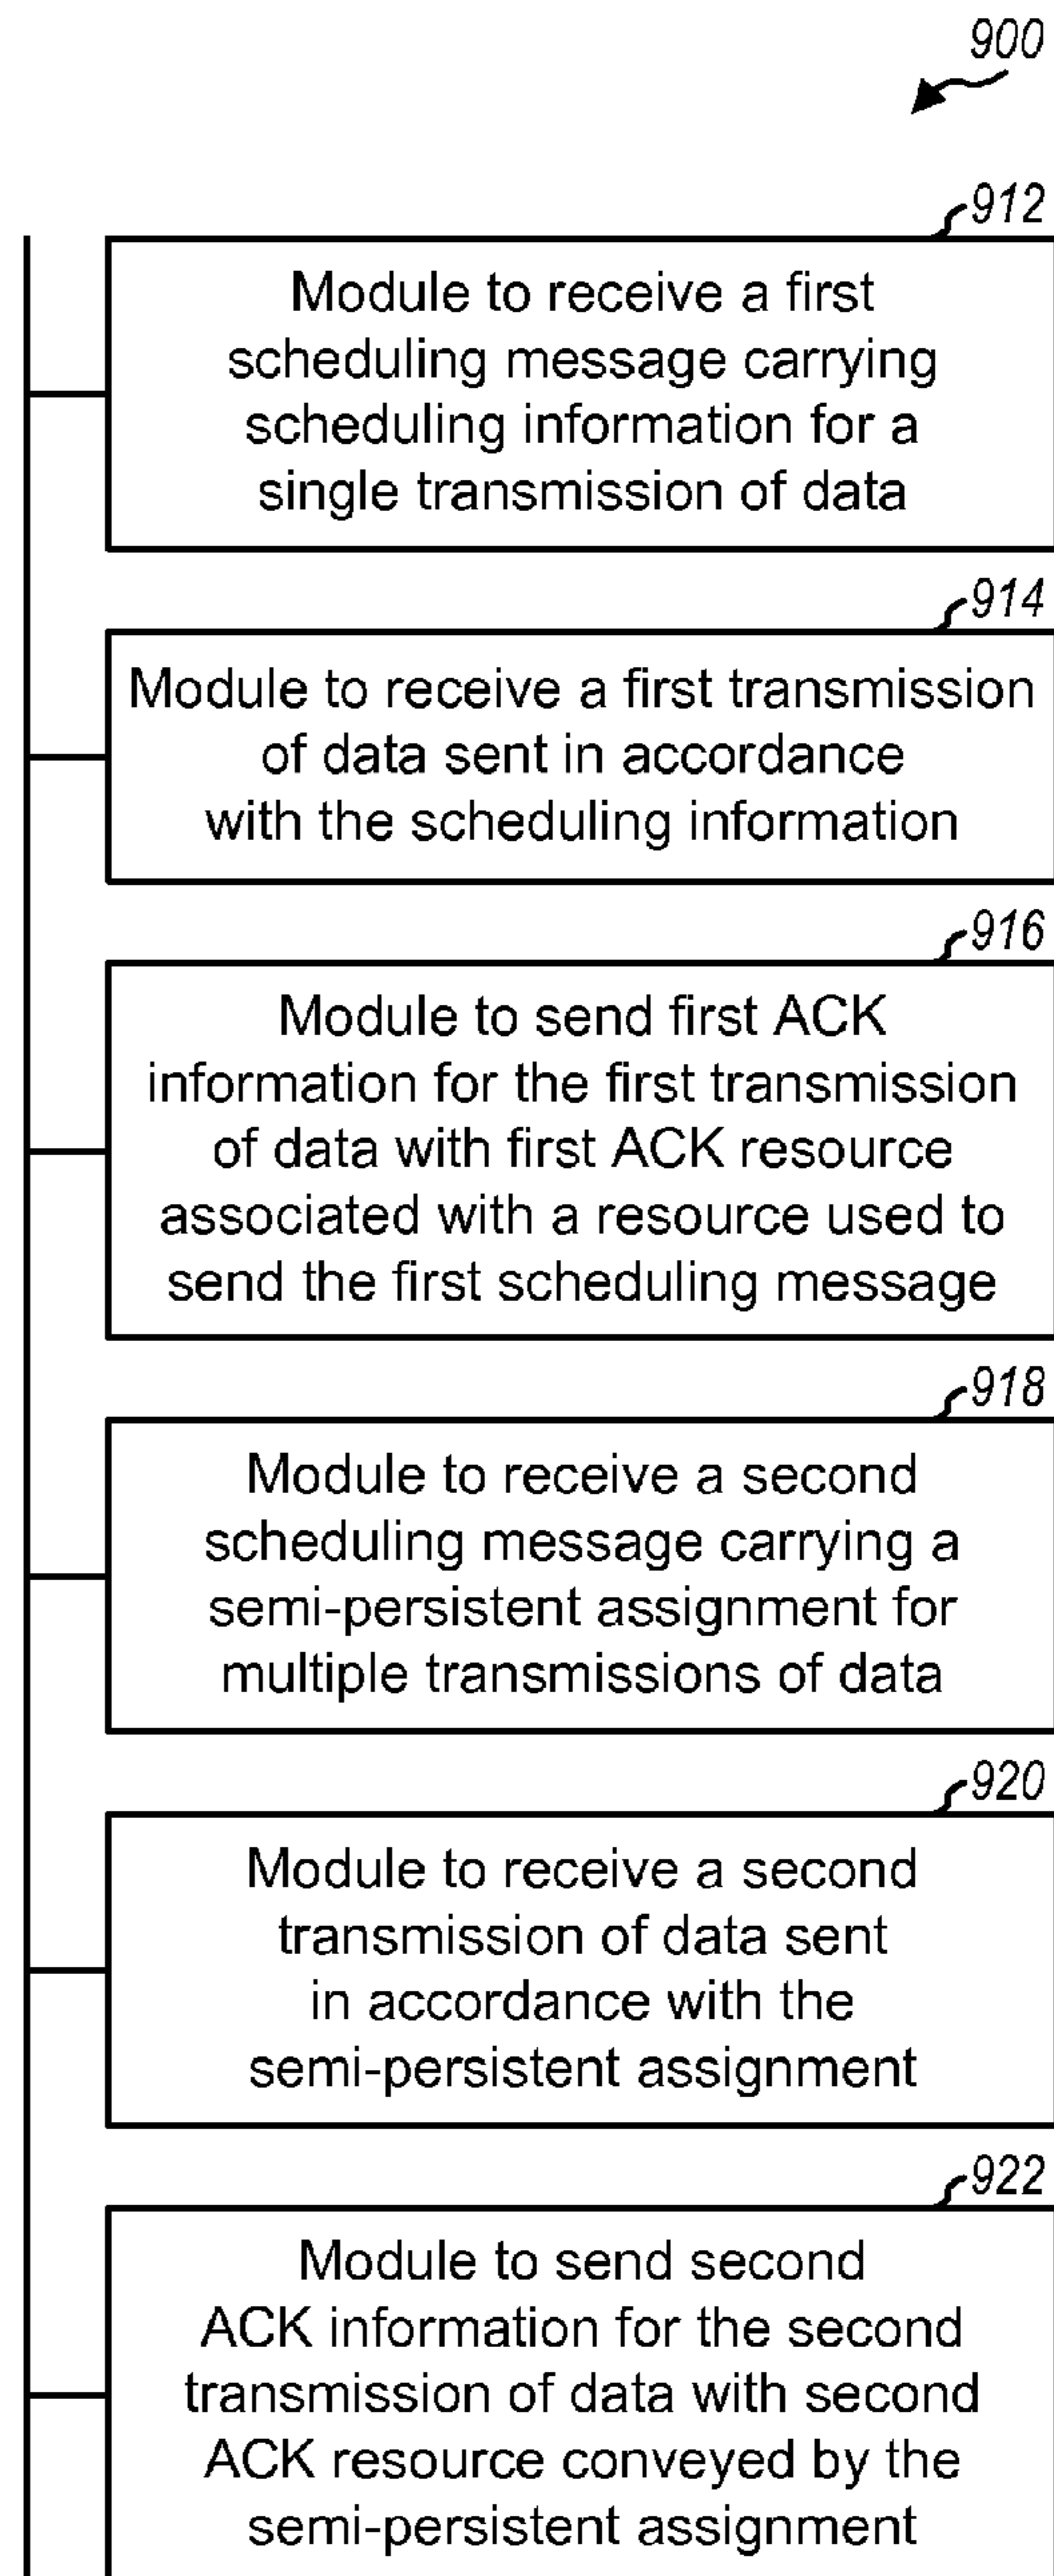 900
912
Module to receive a first
scheduling message carrying
scheduling information for a
single transmission of data
914
Module to receive a first transmission
of data sent in accordance
with the scheduling information
916
Module to send first ACK
information for the first transmission
of data with first ACK resource
associated with a resource used to
send the first scheduling message
918
Module to receive a second
scheduling message carrying a
semi-persistent assignment for
multiple transmissions of data
920
Module to receive a second
transmission of data sent
in accordance with the
semi-persistent assignment
922
Module to send second
ACK information for the second
transmission of data with second
ACK resource conveyed by the
semi-persistent assignment